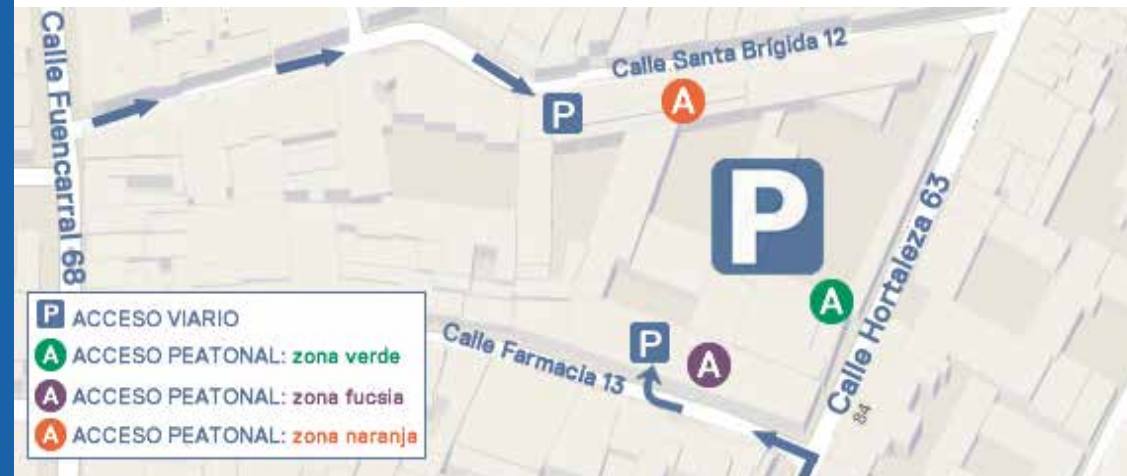 Calle Fuencarral 68
Calle Santa Brígida 12
P
A
P
Calle Hortaleza 63
A
P
A
Calle Farmacia 13
84
P ACCESO VIARIO
A ACCESO PEATONAL: zona verde
A ACCESO PEATONAL: zona fucsia
A ACCESO PEATONAL: zona naranja